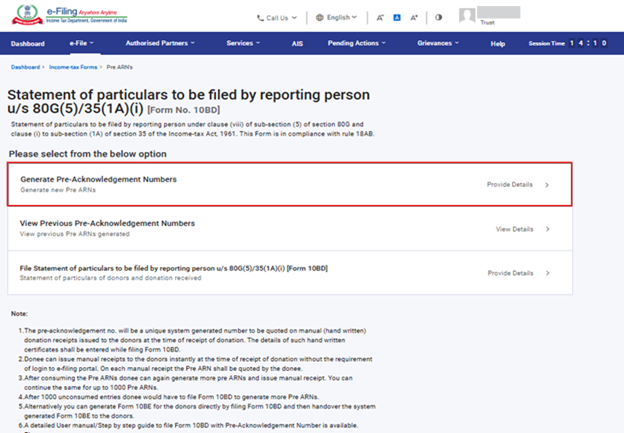 e-Filing Anywhere Anytime
Income Tax Department, Government of India
Call Us
English
A-
A
A+
Trust
Dashboard
e-File
Authorised Partners
Services
AIS
Pending Actions
Grievances
Help
Session Time 1 4 : 1 0
Dashboard > Income-tax Forms > Pre ARN's
Statement of particulars to be filed by reporting person
u/s 80G(5)/35(1A)(i) [Form No. 10BD]
Statement of particulars to be filed by reporting person under clause (viii) of sub-section (5) of section 80G and
clause (i) to sub-section (1A) of section 35 of the Income-tax Act, 1961. This Form is in compliance with rule 18AB.
Please select from the below option
Generate Pre-Acknowledgement Numbers
Generate new Pre ARNs
Provide Details >
View Previous Pre-Acknowledgement Numbers
View previous Pre ARNs generated
View Details >
File Statement of particulars to be filed by reporting person u/s 80G(5)/35(1A)(i) [Form 10BD]
Statement of particulars of donors and donation received
Provide Details >
Note:
1.The pre-acknowledgement no. will be a unique system generated number to be quoted on manual (hand written)
donation receipts issued to the donors at the time of receipt of donation. The details of such hand written
certificates shall be entered while filing Form 10BD.
2.Donee can issue manual receipts to the donors instantly at the time of receipt of donation without the requirement
of login to e-filing portal. On each manual receipt the Pre ARN shall be quoted by the donee.
3.After consuming the Pre ARNs donee can again generate more pre ARNs and issue manual receipt. You can
continue the same for up to 1000 Pre ARNs.
4.After 1000 unconsumed entries donee would have to file Form 10BD to generate more Pre ARNs.
5.Alternatively you can generate Form 10BE for the donors directly by filing Form 10BD and then handover the system
generated Form 10BE to the donors.
6.A detailed User manual/Step by step guide to file Form 10BD with Pre-Acknowledgement Number is available.